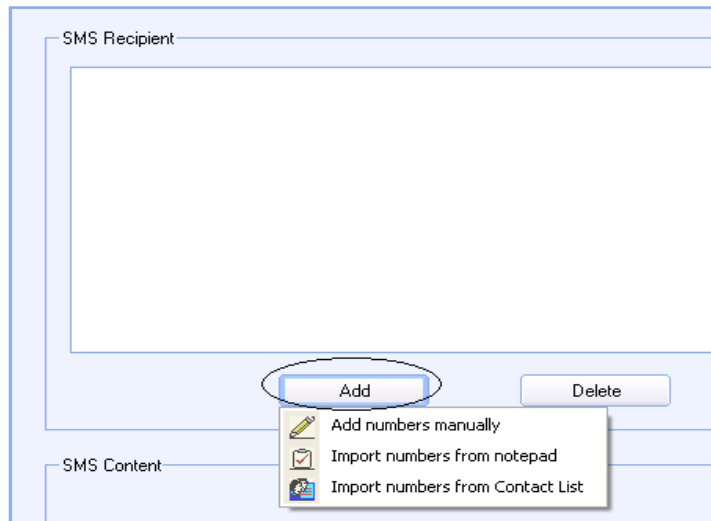 SMS Recipient
Add Delete
Add numbers manually
Import numbers from notepad
Import numbers from Contact List
SMS Content